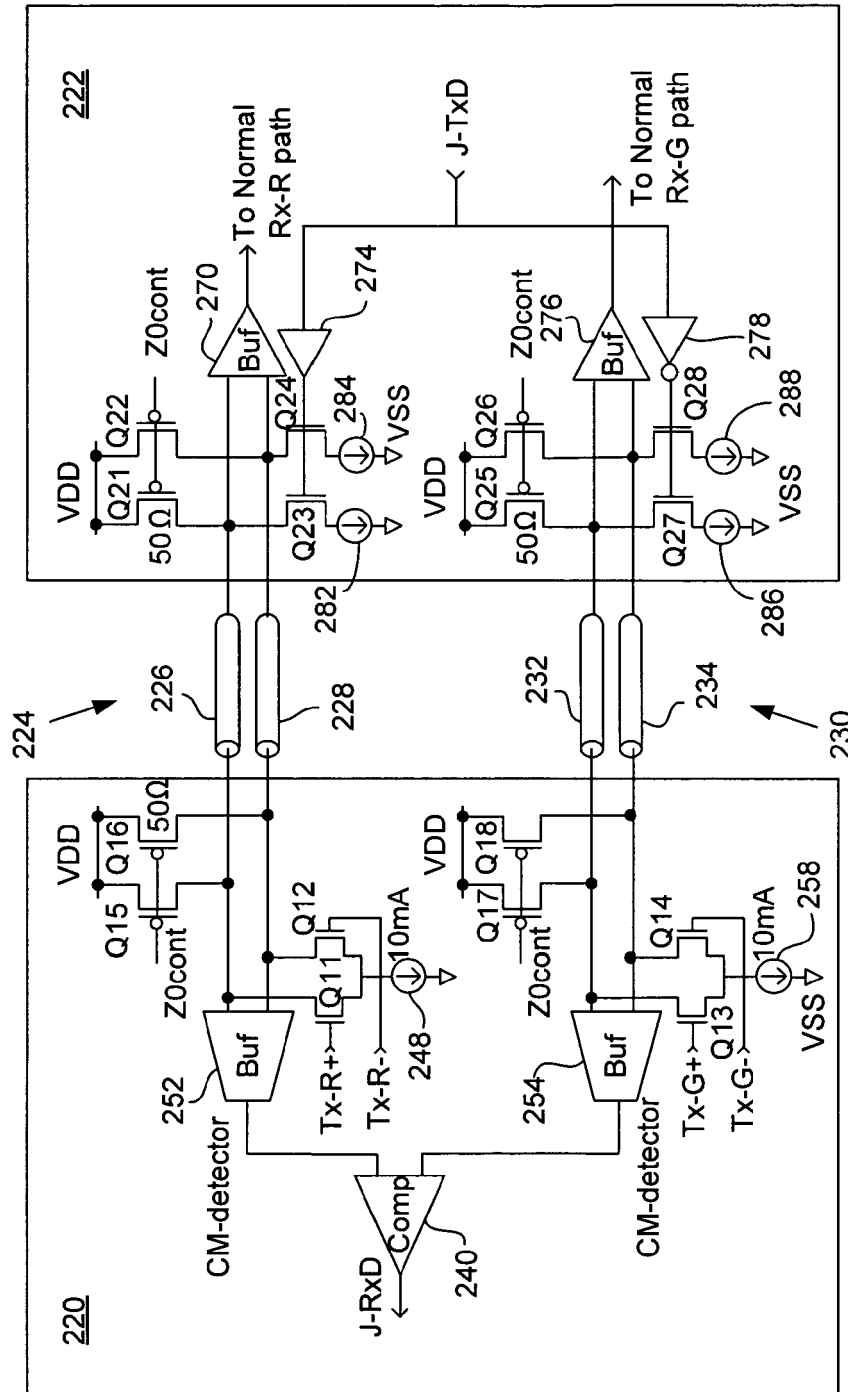 220
222
224
226
228
230
232
234
VDD
Q15
Q16
50Ω
Z0cont
Q11
Q12
10mA
248
252
Buf
CM-detector
Tx-R+
Tx-R-
J-RxD
Comp
240
VDD
Q17
Q18
Z0cont
Q13
Q14
10mA
258
VSS
254
Buf
CM-detector
Tx-G+
Tx-G-
VDD
Q21
Q22
50Ω
Z0cont
270
Buf
To Normal
Rx-R path
Q23
Q24
274
282
284
VSS
J-TxD
VDD
Q25
Q26
50Ω
Z0cont
276
Buf
To Normal
Rx-G path
Q27
Q28
278
286
288
VSS